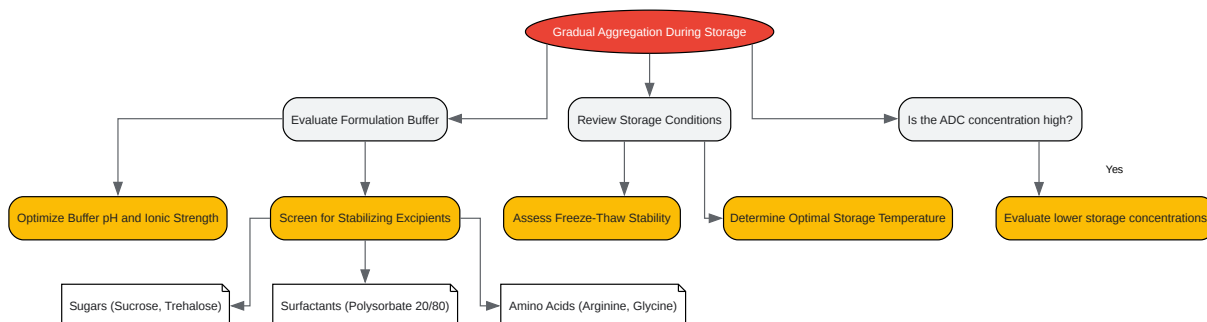 Gradual Aggregation During Storage
Evaluate Formulation Buffer
Review Storage Conditions
Is the ADC concentration high?
Yes
Optimize Buffer pH and Ionic Strength
Screen for Stabilizing Excipients
Assess Freeze-Thaw Stability
Determine Optimal Storage Temperature
Evaluate lower storage concentrations
Sugars (Sucrose, Trehalose)
Surfactants (Polysorbate 20/80)
Amino Acids (Arginine, Glycine)